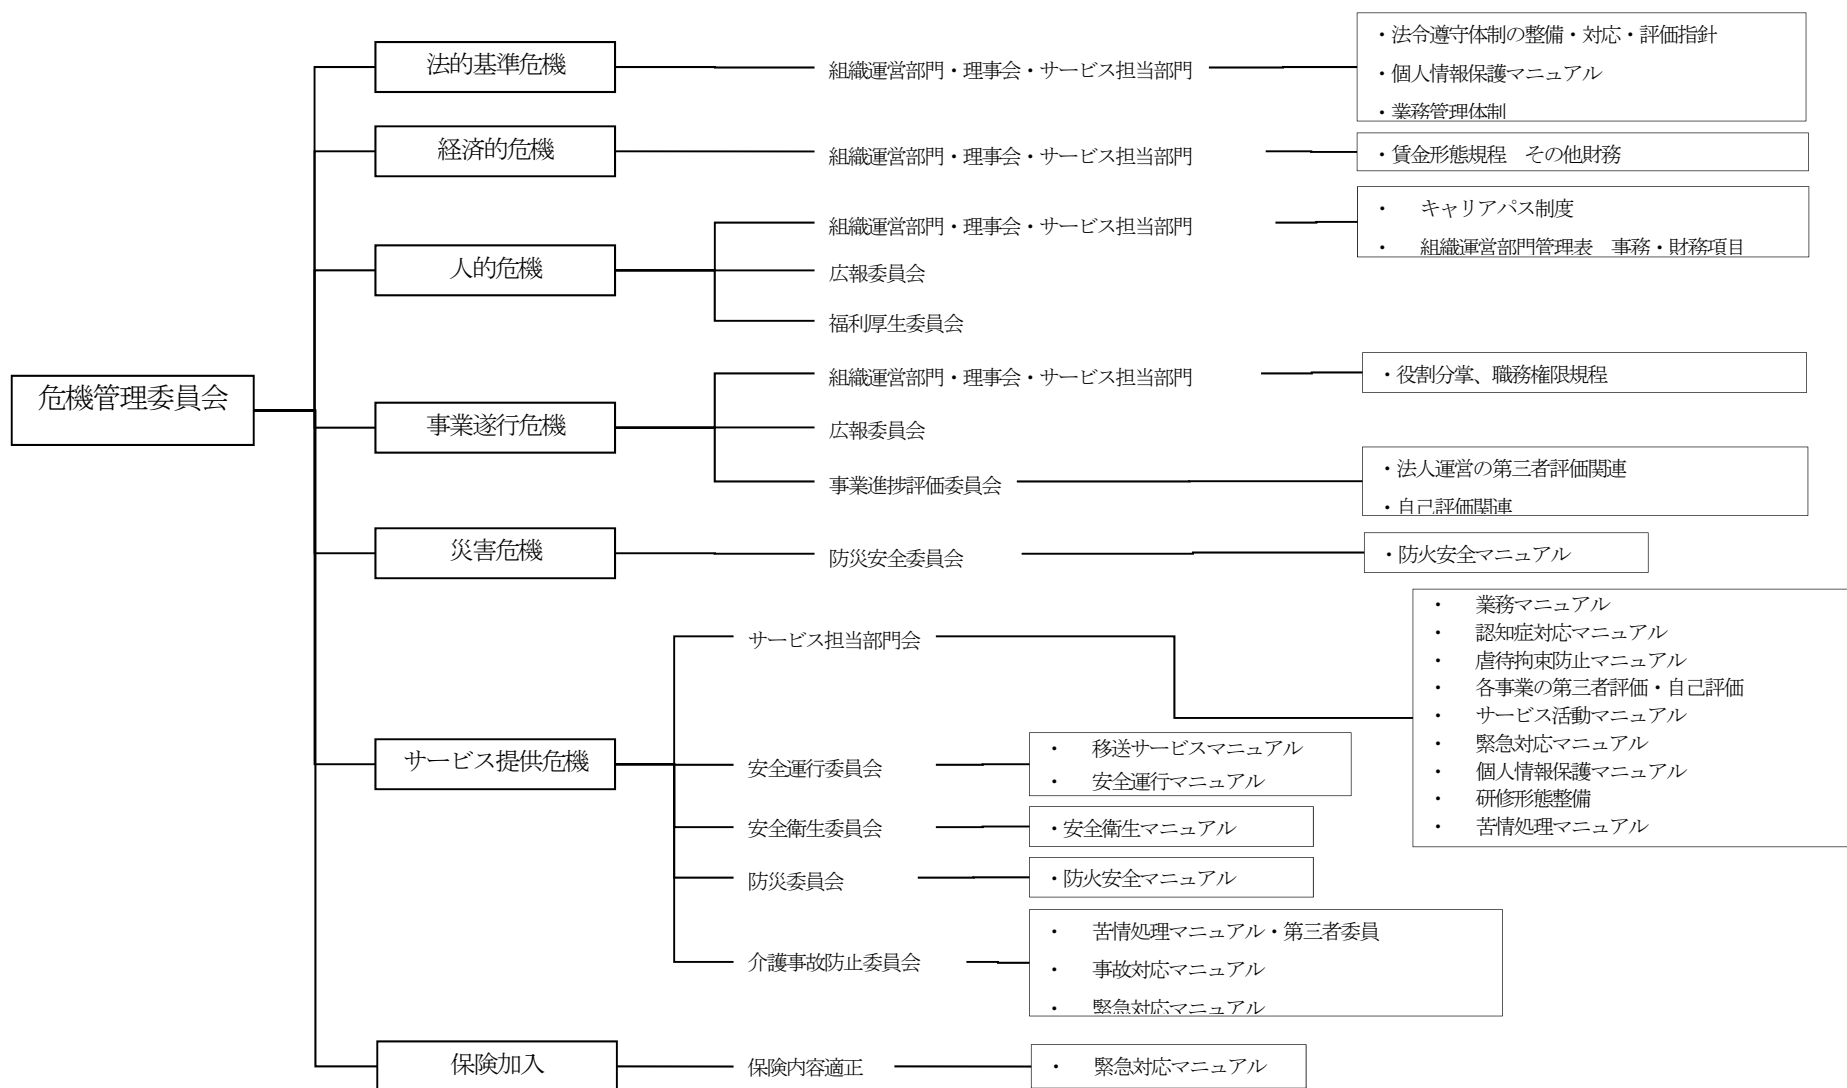 危機管理委員会
法的基準危機
組織運営部門・理事会・サービス担当部門
・法令遵守体制の整備・対応・評価指針
・個人情報保護マニュアル
・業務管理体制
経済的危機
組織運営部門・理事会・サービス担当部門
・賃金形態規程　その他財務
人的危機
組織運営部門・理事会・サービス担当部門
・　キャリアパス制度
・　組織運営部門管理表　事務・財務項目
広報委員会
福利厚生委員会
事業遂行危機
組織運営部門・理事会・サービス担当部門
・役割分掌、職務権限規程
広報委員会
事業進捗評価委員会
・法人運営の第三者評価関連
・自己評価関連
災害危機
防災安全委員会
・防火安全マニュアル
サービス提供危機
サービス担当部門会
・　業務マニュアル
・　認知症対応マニュアル
・　虐待拘束防止マニュアル
・　各事業の第三者評価・自己評価
・　サービス活動マニュアル
・　緊急対応マニュアル
・　個人情報保護マニュアル
・　研修形態整備
・　苦情処理マニュアル
安全運行委員会
・　移送サービスマニュアル
・　安全運行マニュアル
安全衛生委員会
・安全衛生マニュアル
防災委員会
・防火安全マニュアル
介護事故防止委員会
・　苦情処理マニュアル・第三者委員
・　事故対応マニュアル
・　緊急対応マニュアル
保険加入
保険内容適正
・　緊急対応マニュアル